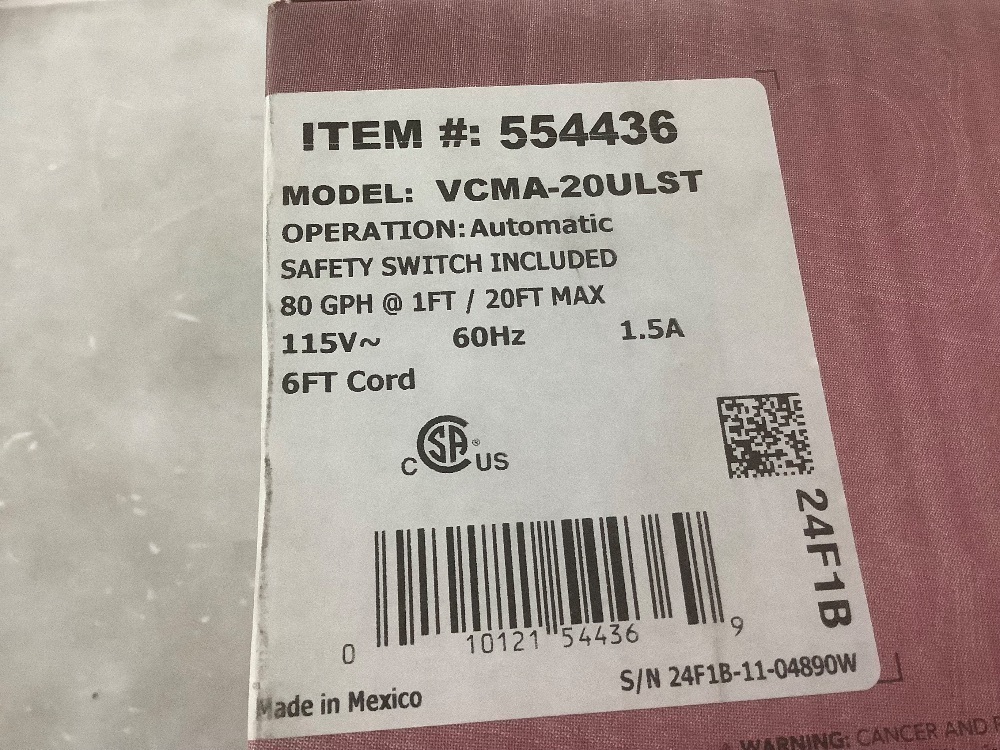 ITEM #: 554436
MODEL: VCMA-20ULST
OPERATION: Automatic
SAFETY SWITCH INCLUDED
80 GPH @ 1FT / 20FT MAX
115V~ 60Hz 1.5A
6FT Cord
C SA® US
24F1B
0 10121 54436 9
S/N 24F1B-11-04890W
Made in Mexico
WARNING: CANCER AND